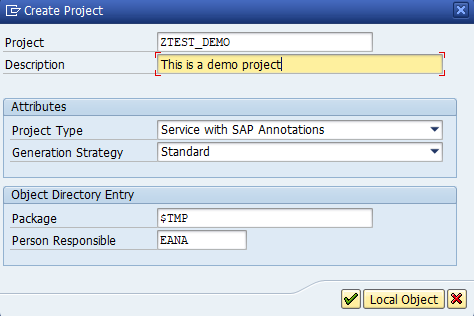 Create Project
Project ZTEST_DEMO
Description This is a demo project
Attributes
Project Type Service with SAP Annotations
Generation Strategy Standard
Object Directory Entry
Package $TMP
Person Responsible EANA
Local Object